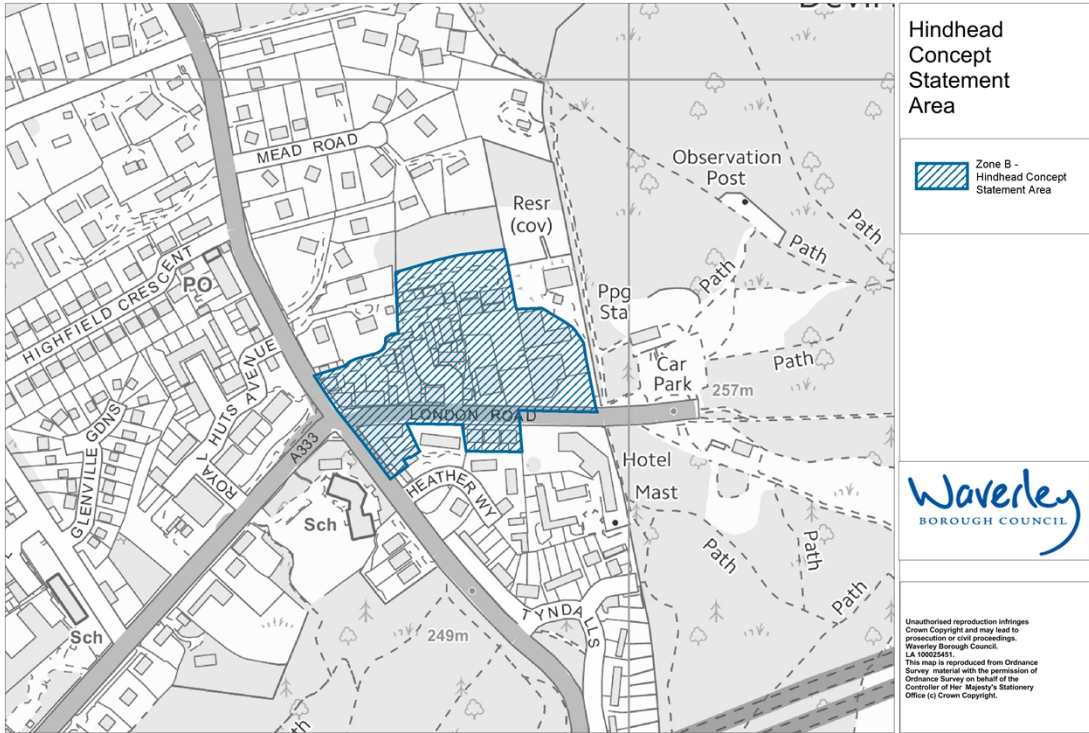 Hindhead
Concept
Statement
Area
Zone B -
Hindhead Concept
Statement Area
Waverley
BOROUGH COUNCIL
Unauthorised reproduction infringes
Crown Copyright and may lead to
prosecution or civil proceedings.
Waverley Borough Council.
LA 100025451.
This map is reproduced from Ordnance
Survey material with the permission of
Ordnance Survey on behalf of the
Controller of Her Majesty's Stationery
Office (c) Crown Copyright.
MEAD ROAD
Observation
Post
Resr
(cov)
Path
Path
Path
PO
HIGHFIELD CRESCENT
Ppg
Sta
Car
Park
Path
257m
ROYAL HUTS AVENUE
GLENVILLE GDNS
LONDON ROAD
A333
Hotel
Mast
HEATHER WY
Sch
Path
Path
Path
Sch
249m
TYNDALLS